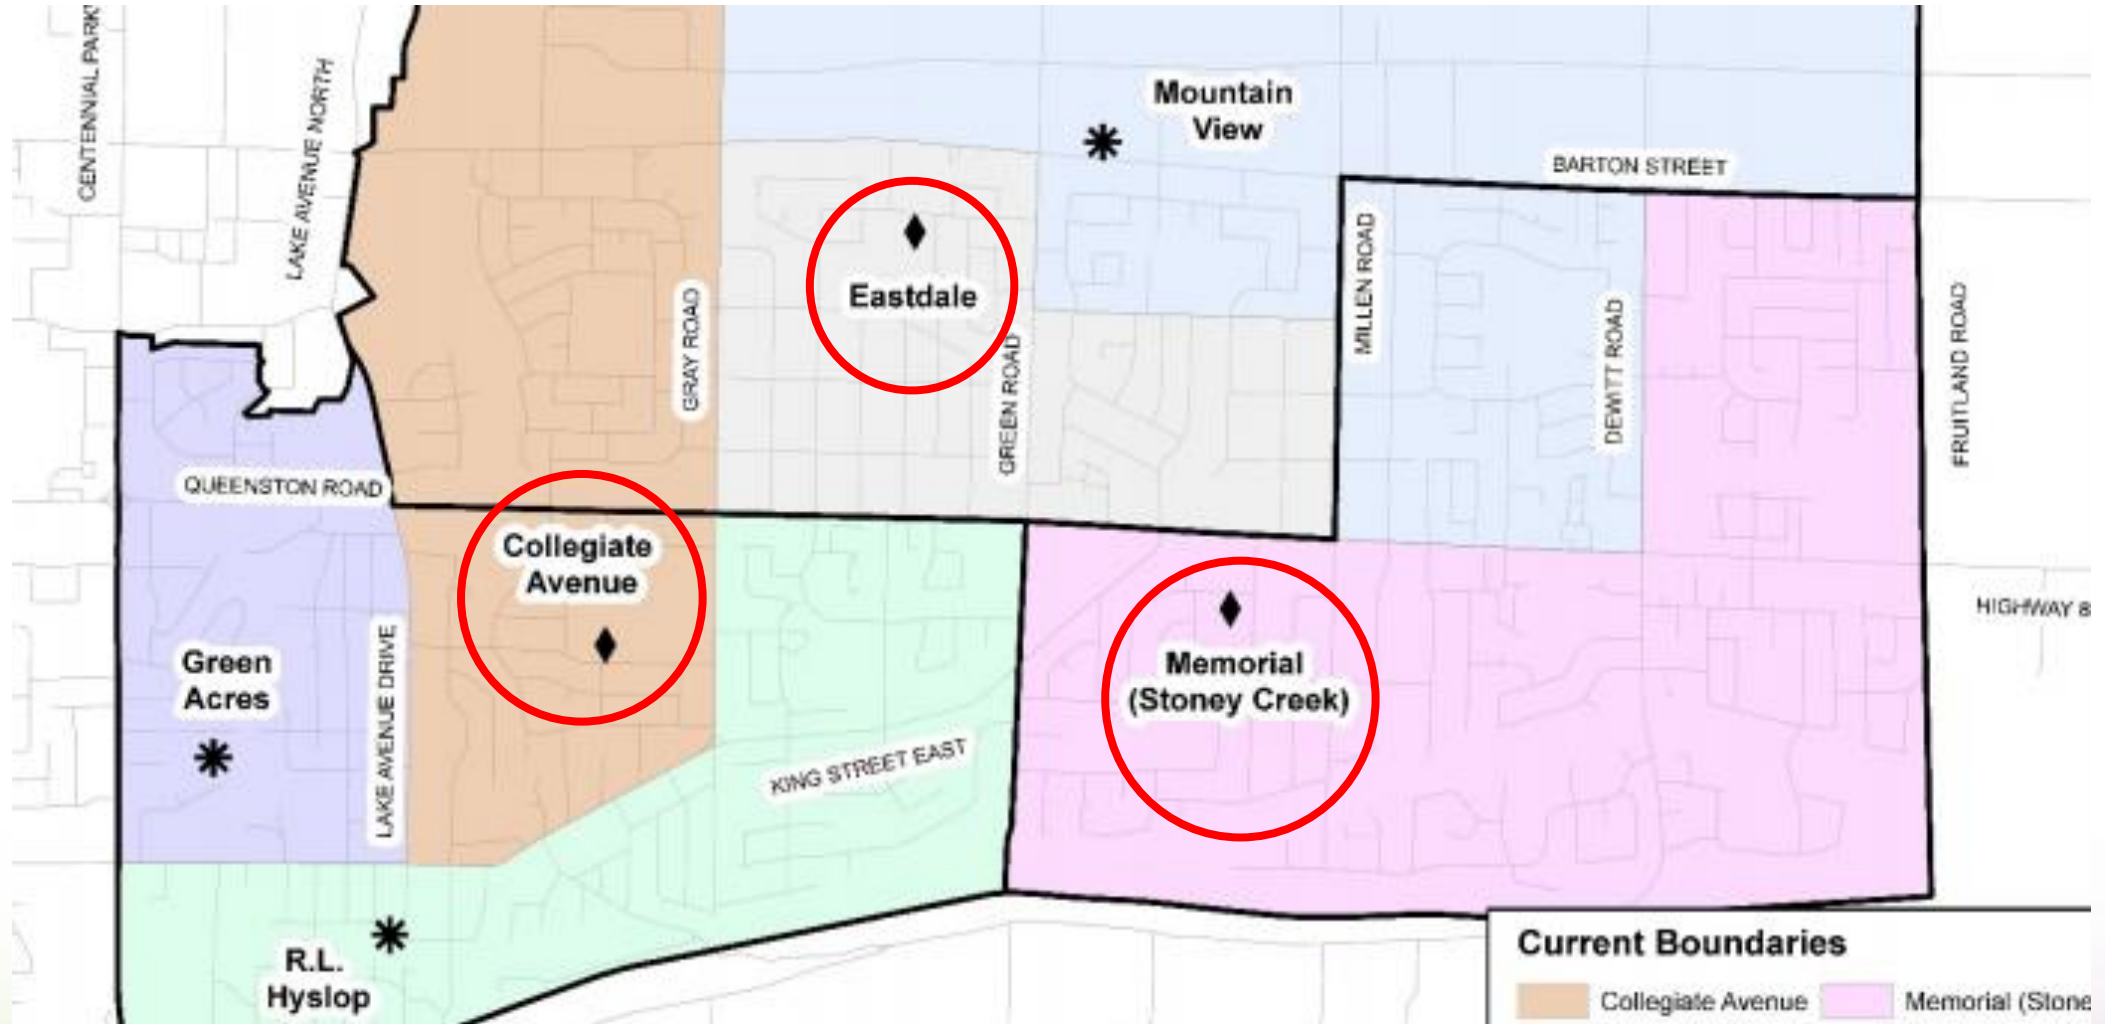 CENTENNIAL PARK
LAKE AVENUE NORTH
Mountain
View
BARTON STREET
Eastdale
GRAY ROAD
GREEN ROAD
MILLEN ROAD
DEWITT ROAD
FRUITLAND ROAD
QUEENSTON ROAD
Collegiate
Avenue
HIGHWAY 8
Green
Acres
LAKE AVENUE DRIVE
Memorial
(Stoney Creek)
KING STREET EAST
R.L.
Hyslop
Current Boundaries
Collegiate Avenue
Memorial (Stone